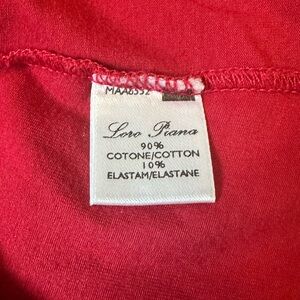 Loro Piana
90%
COTONE/COTTON
10%
ELASTAM/ELASTANE